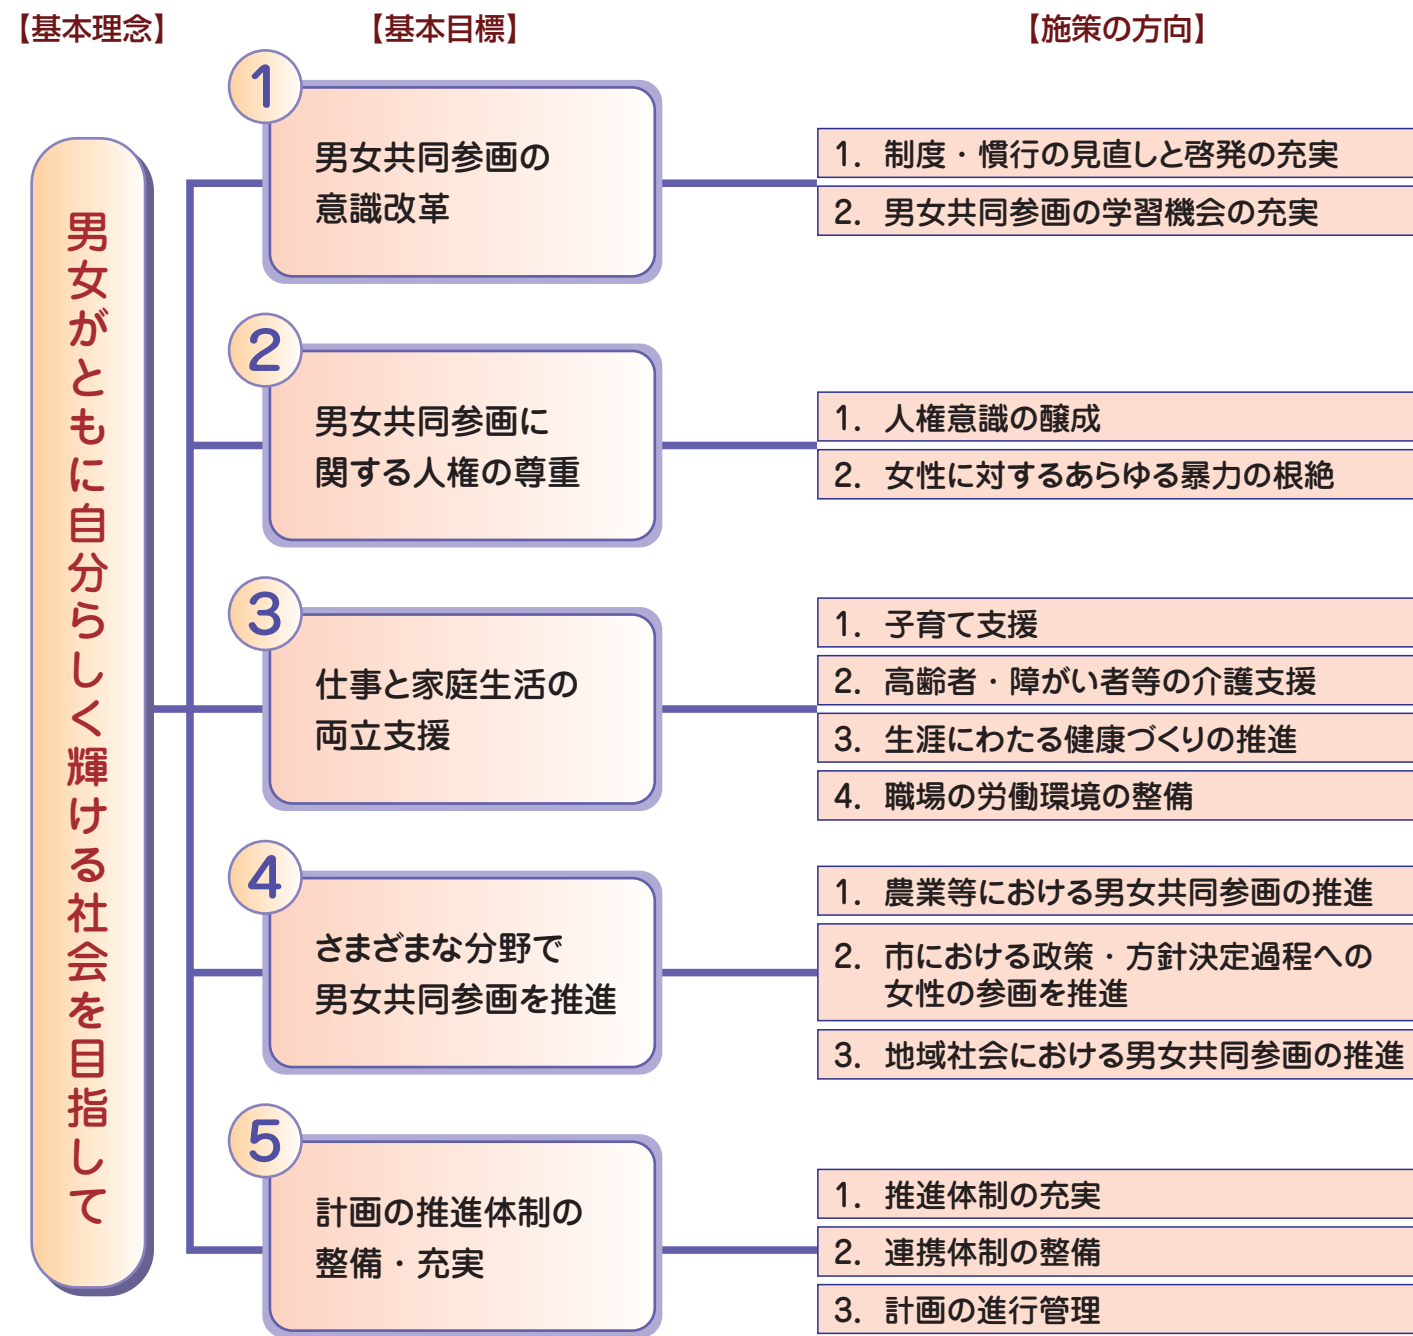 【基本理念】
【基本目標】
【施策の方向】
男女がともに自分らしく輝ける社会を目指して
1
男女共同参画の
意識改革
1. 制度・慣行の見直しと啓発の充実
2. 男女共同参画の学習機会の充実
2
男女共同参画に
関する人権の尊重
1. 人権意識の醸成
2. 女性に対するあらゆる暴力の根絶
3
仕事と家庭生活の
両立支援
1. 子育て支援
2. 高齢者・障がい者等の介護支援
3. 生涯にわたる健康づくりの推進
4. 職場の労働環境の整備
4
さまざまな分野で
男女共同参画を推進
1. 農業等における男女共同参画の推進
2. 市における政策・方針決定過程への
女性の参画を推進
3. 地域社会における男女共同参画の推進
5
計画の推進体制の
整備・充実
1. 推進体制の充実
2. 連携体制の整備
3. 計画の進行管理